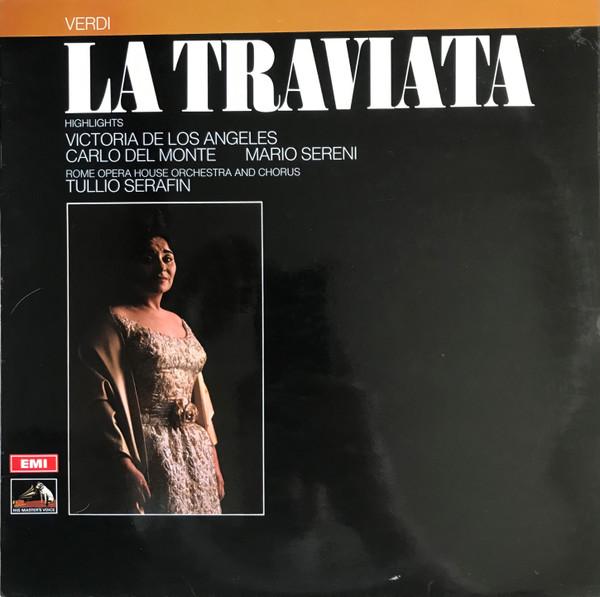 VERDI
LA TRAVIATA
HIGHLIGHTS
VICTORIA DE LOS ANGELES
CARLO DEL MONTE MARIO SERENI
ROME OPERA HOUSE ORCHESTRA AND CHORUS
TULLIO SERAFIN
EMI
HIS MASTER'S VOICE